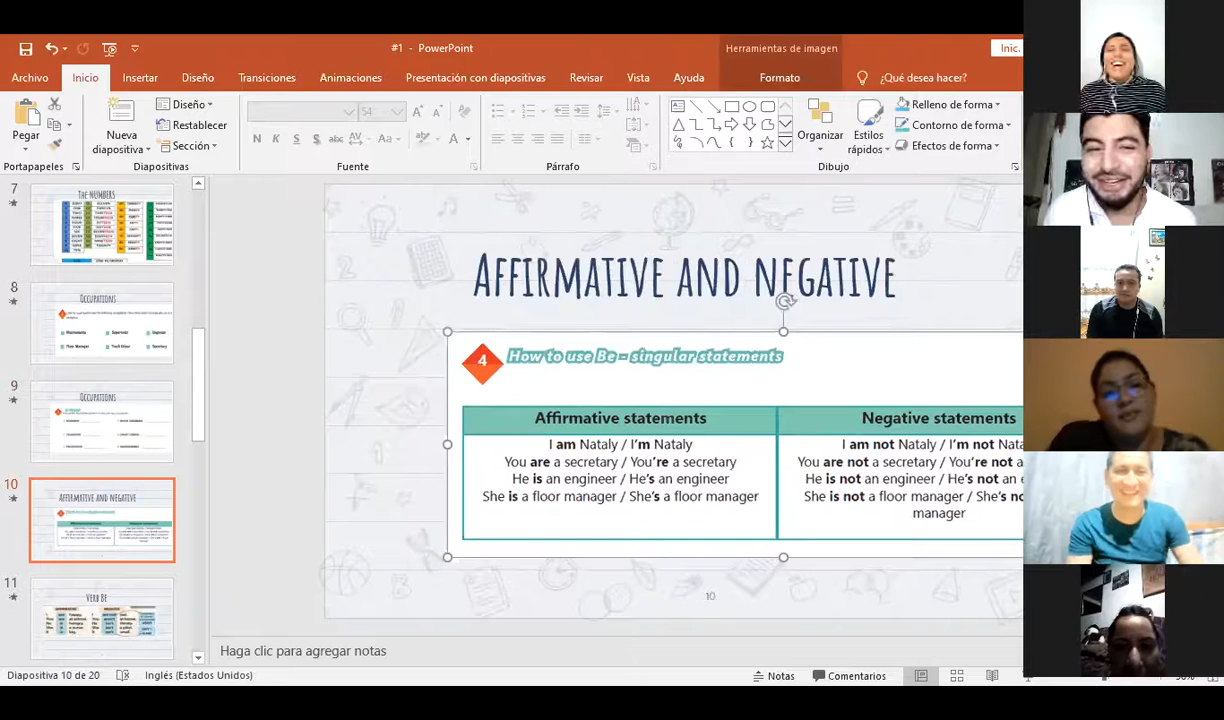 #1 - PowerPoint
Herramientas de imagen
Inic.
Archivo
Inicio
Insertar
Diseño
Transiciones
Animaciones
Presentación con diapositivas
Revisar
Vista
Ayuda
Formato
¿Qué desea hacer?
Pegar
Nueva
diapositiva
Diseño
Restablecer
Sección
54
N K S S abc AV Aa A
Organizar
Estilos
rápidos
Relleno de forma
Contorno de forma
Efectos de forma
Portapapeles
Diapositivas
Fuente
Párrafo
Dibujo
7
The numbers
8
Occupations
9
Occupations
10
Affirmative and negative
11
Verb Be
Affirmative and negative
4
How to use Be - singular statements
Affirmative statements
Negative statements
I am Nataly / I'm Nataly
I am not Nataly / I'm not Nata
You are a secretary / You're a secretary
You are not a secretary / You're not a
He is an engineer / He's an engineer
He is not an engineer / He's not an e
She is a floor manager / She's a floor manager
She is not a floor manager / She's no
manager
10
Haga clic para agregar notas
Diapositiva 10 de 20
Inglés (Estados Unidos)
Notas
Comentarios